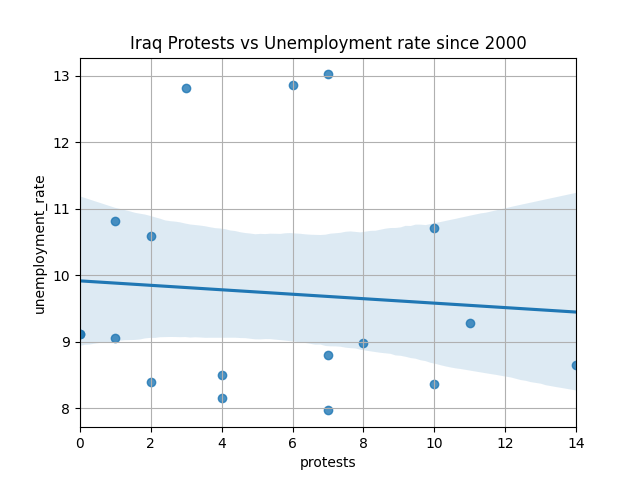 Iraq Protests vs Unemployment rate since 2000
13
12
11
10
9
8
unemployment_rate
0 2 4 6 8 10 12 14
protests